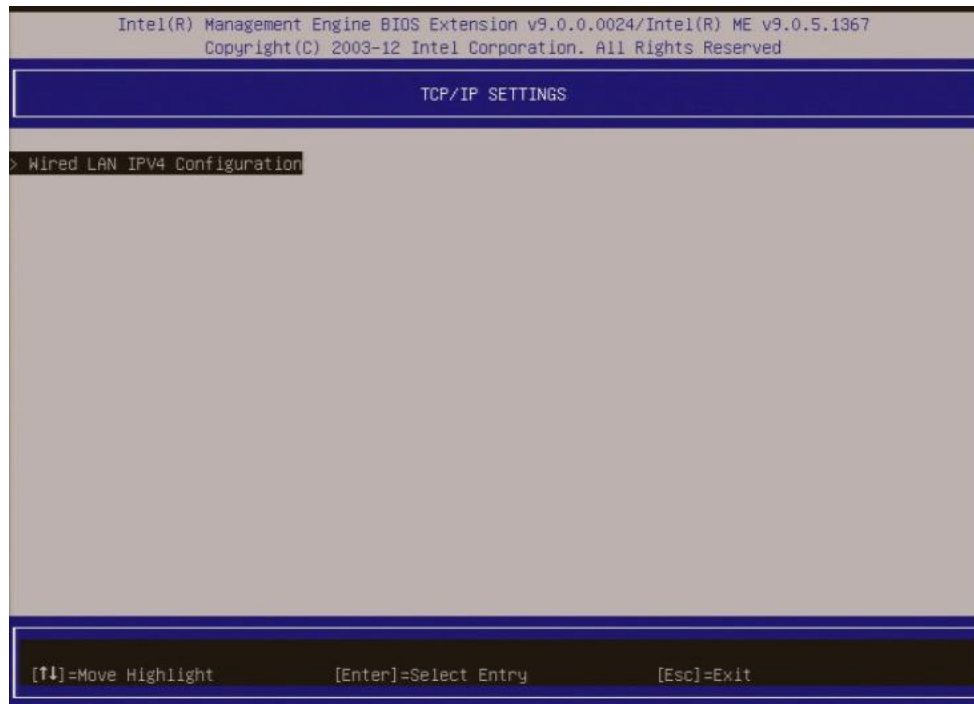 Intel(R) Management Engine BIOS Extension v9.0.0.0024/Intel(R) ME v9.0.5.1367
Copyright(C) 2003-12 Intel Corporation. All Rights Reserved
TCP/IP SETTINGS
> Wired LAN IPV4 Configuration
[↑↓]=Move Highlight [Enter]=Select Entry [Esc]=Exit